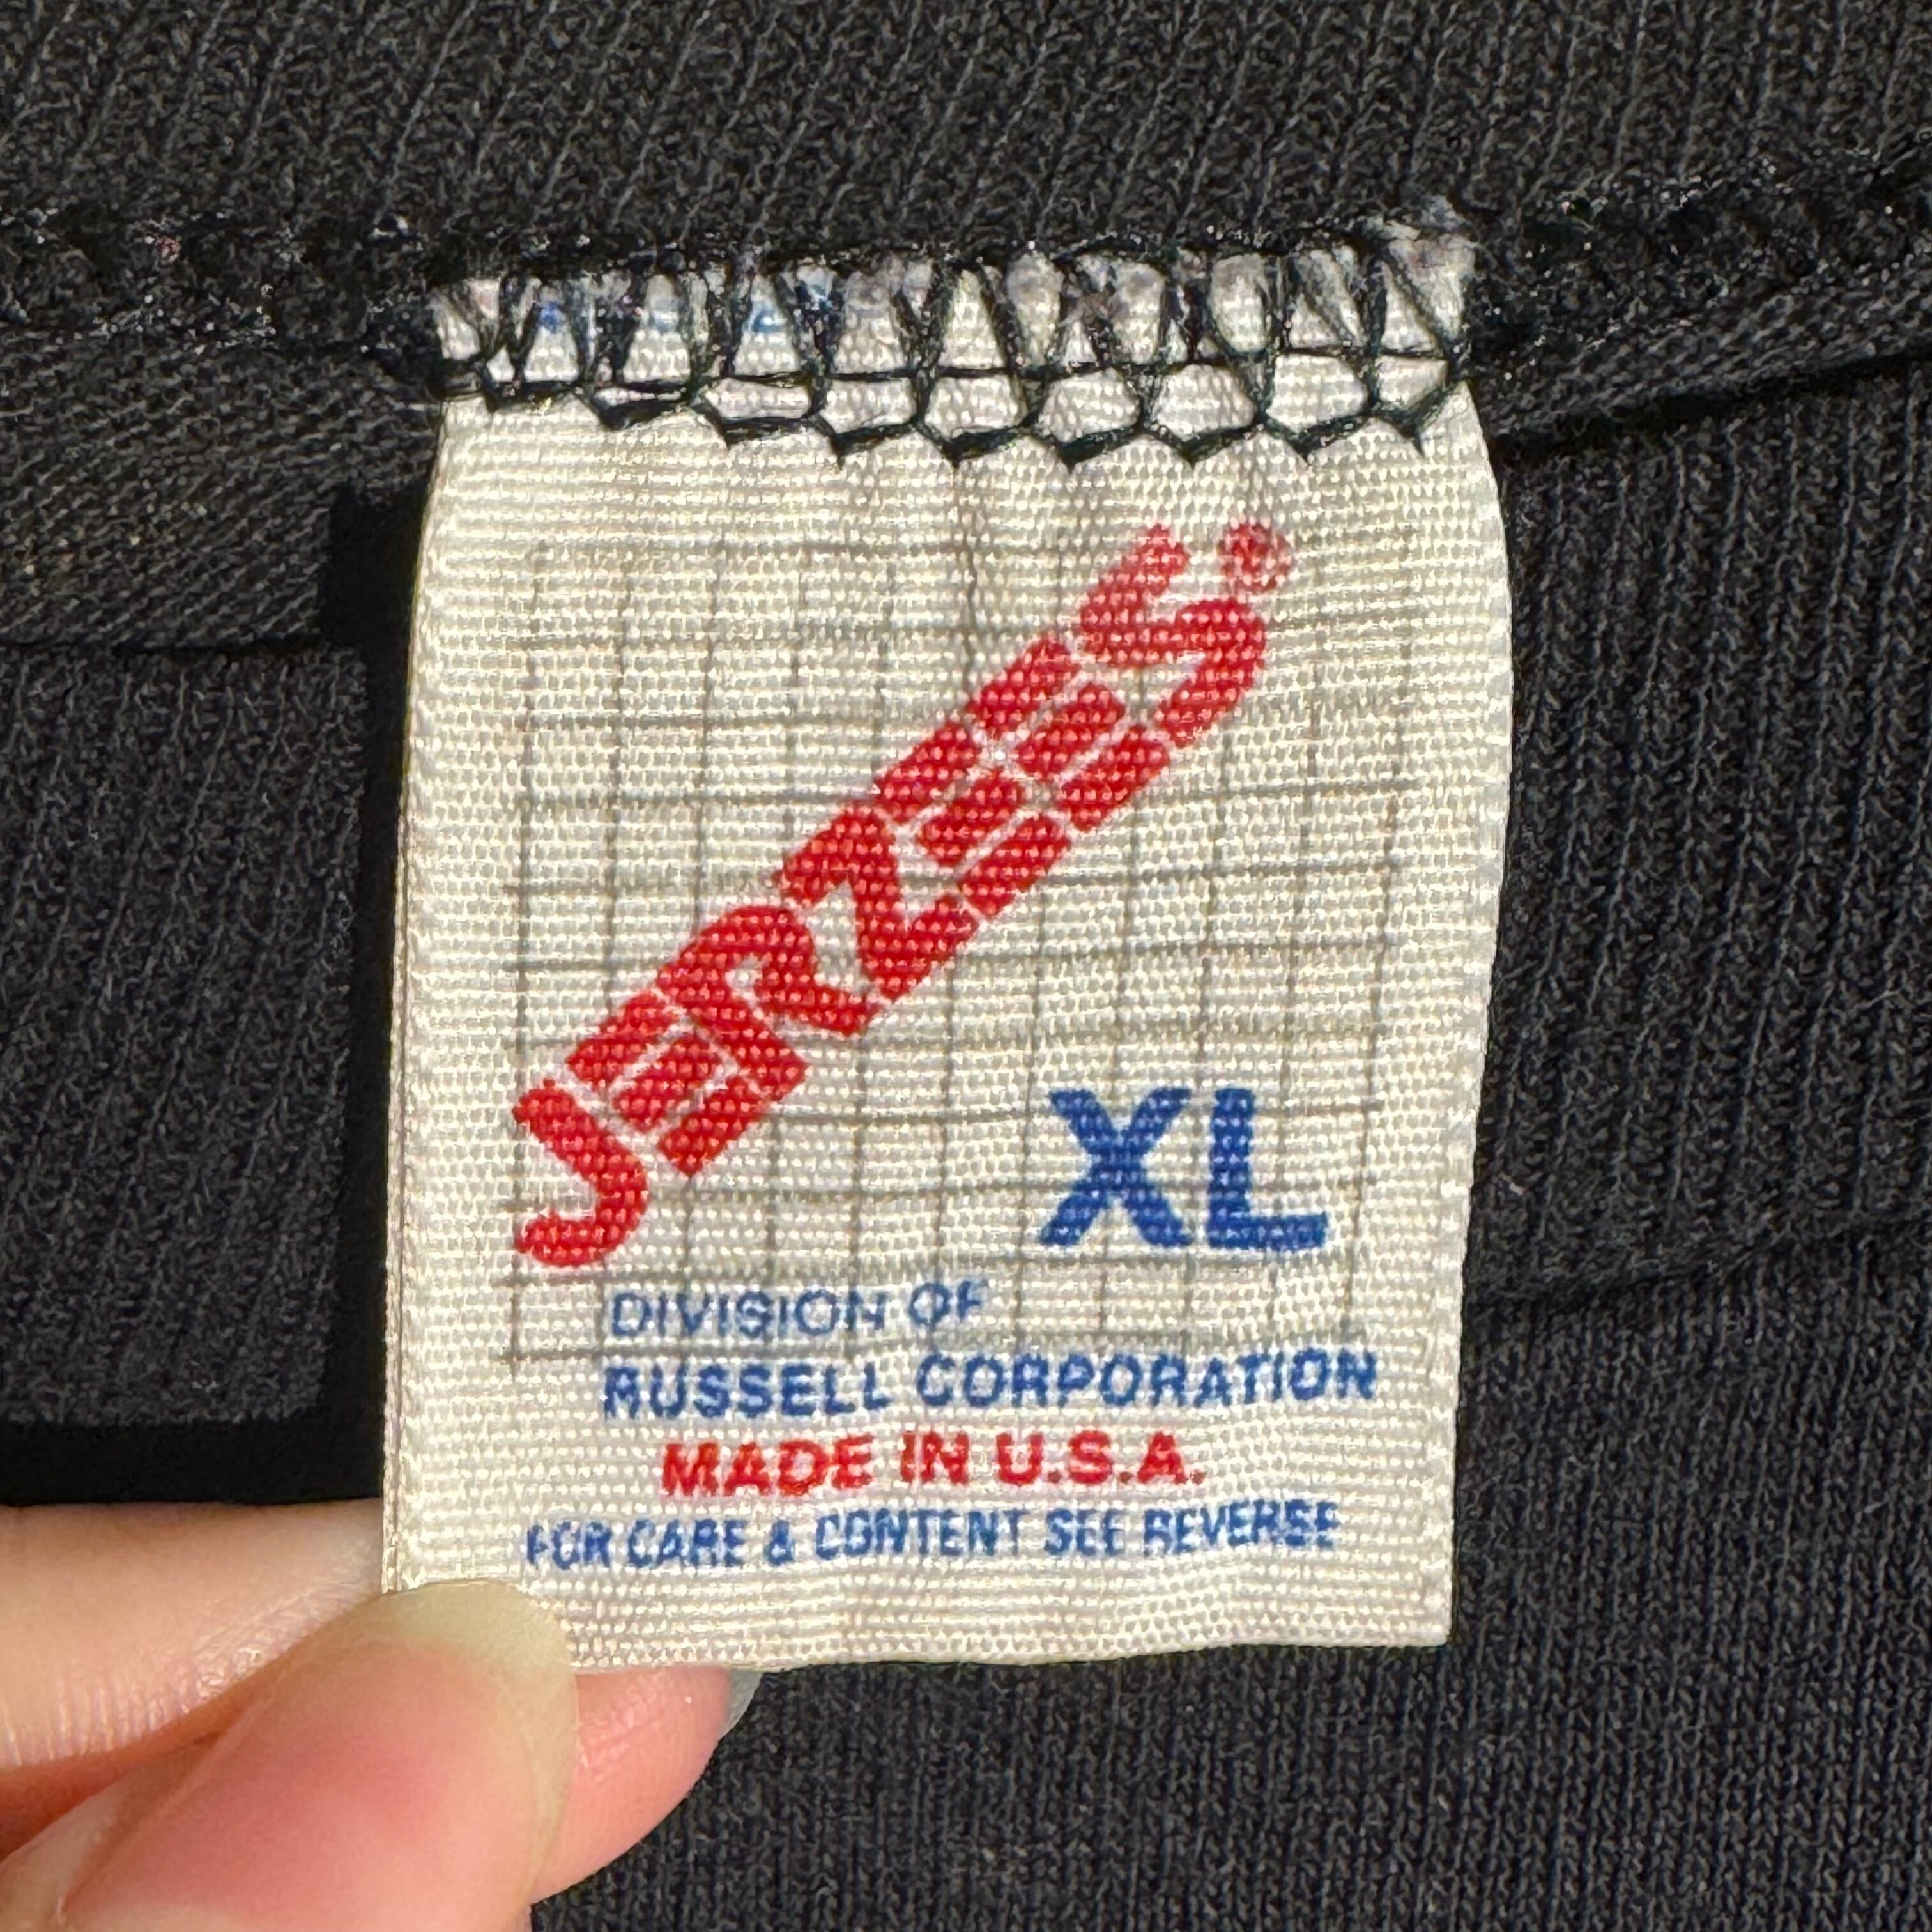 JERZEES®
XL
DIVISION OF
RUSSELL CORPORATION
MADE IN U.S.A.
FOR CARE & CONTENT SEE REVERSE